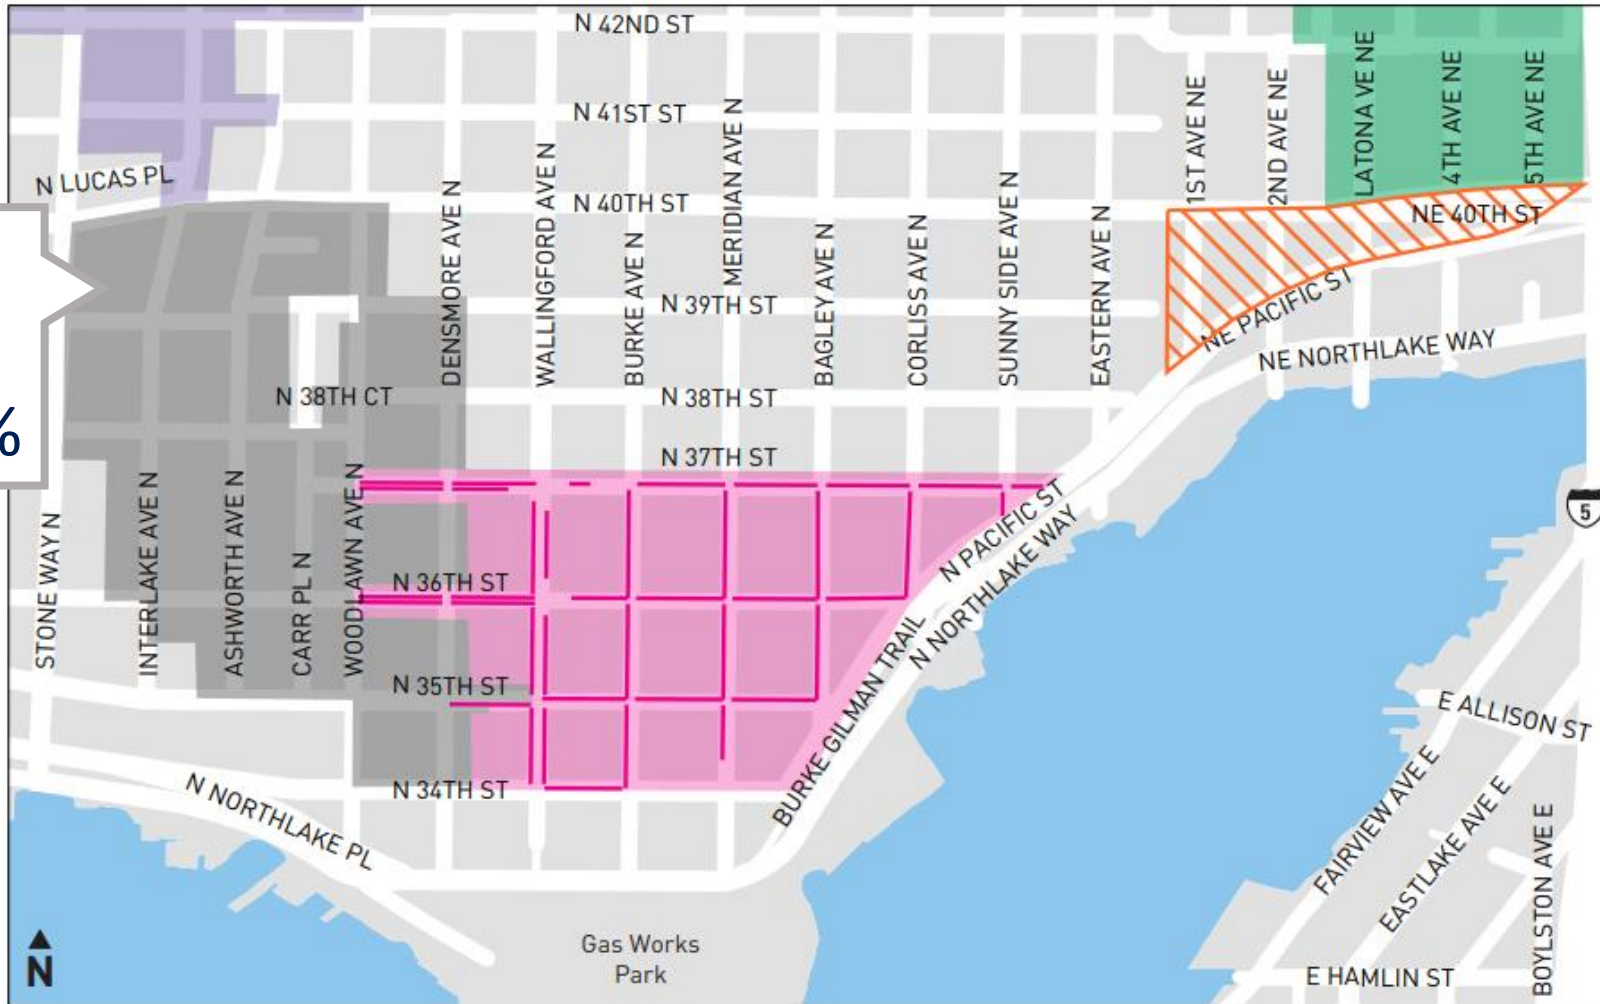 N 42ND ST
N 41ST ST
N LUCAS PL
N 40TH ST
NE 40TH ST
N 39TH ST
NE PACIFIC ST
NE NORTHLAKE WAY
N 38TH CT
N 38TH ST
%
N 37TH ST
DENSMORE AVE N
WALLINGFORD AVE N
BURKE AVE N
MERIDIAN AVE N
BAGLEY AVE N
CORLISS AVE N
SUNNY SIDE AVE N
EASTERN AVE N
1ST AVE NE
2ND AVE NE
LATONA AVE NE
4TH AVE NE
5TH AVE NE
STONE WAY N
INTERLAKE AVE N
ASHWORTH AVE N
CARR PL N
WOODLAWN AVE N
N 36TH ST
N PACIFIC ST
N NORTHLAKE WAY
5
N 35TH ST
BURKE GILMAN TRAIL
E ALLISON ST
N 34TH ST
N NORTHLAKE PL
FAIRVIEW AVE E
EASTLAKE AVE E
BOYLSTON AVE E
Gas Works
Park
N
E HAMLIN ST